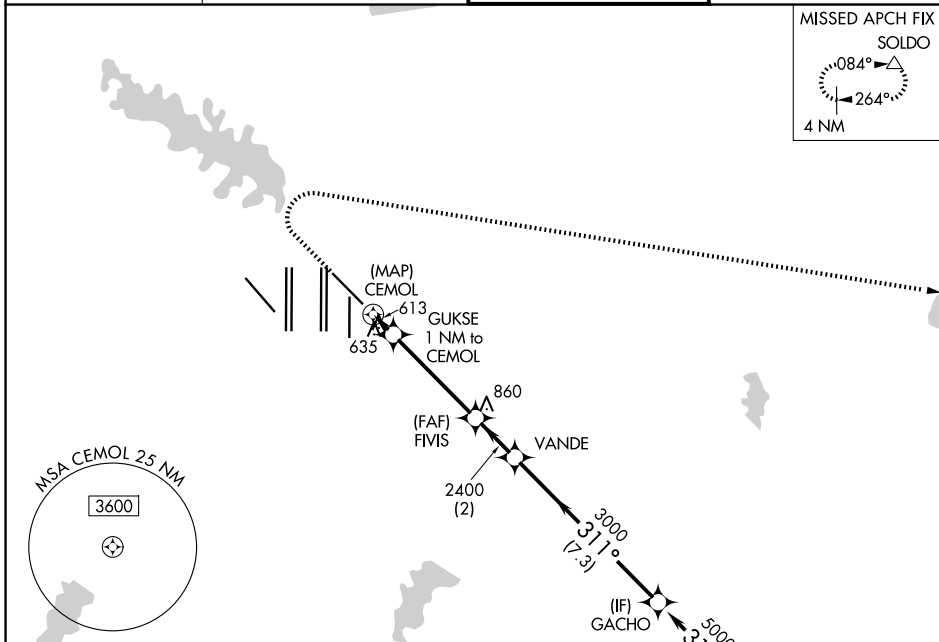 MISSED APCH FIX
SOLDO
084°
264°
4 NM
(MAP)
CEMOL
613
635
GUKSE
1 NM to
CEMOL
860
(FAF)
FIVIS
VANDE
2400
(2)
MSA CEMOL 25 NM
3600
3000
311°
(7.3)
(IF)
GACHO
5000